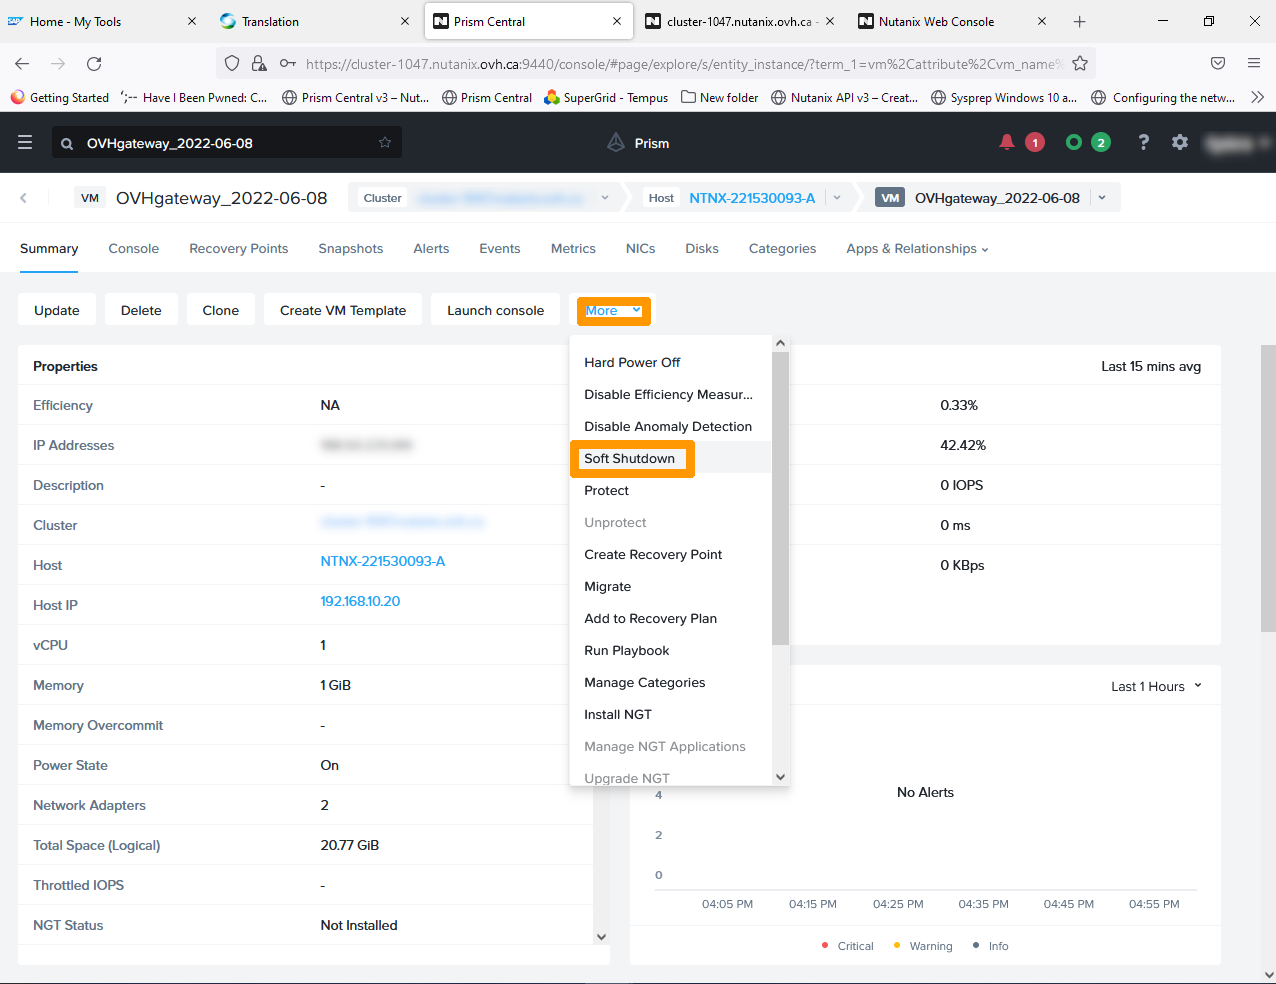 Home - My Tools
Translation
Prism Central
cluster-1047.nutanix.ovh.ca -
Nutanix Web Console
https://cluster-1047.nutanix.ovh.ca:9440/console/#page/explore/s/entity_instance/?term_1=vm%2Cattribute%2Cvm_name%
Getting Started
Have I Been Pwned: C...
Prism Central v3 – Nut...
Prism Central
SuperGrid - Tempus
New folder
Nutanix API v3 – Creat...
Sysprep Windows 10 a...
Configuring the netw...
OVHgateway_2022-06-08
Prism
1
2
?
VM OVHgateway_2022-06-08
Cluster
Host NTNX-221530093-A
VM OVHgateway_2022-06-08
Summary
Console
Recovery Points
Snapshots
Alerts
Events
Metrics
NICs
Disks
Categories
Apps & Relationships
Update
Delete
Clone
Create VM Template
Launch console
More
Properties
Efficiency NA
IP Addresses
Description -
Cluster
Host NTNX-221530093-A
Host IP 192.168.10.20
vCPU 1
Memory 1 GiB
Memory Overcommit -
Power State On
Network Adapters 2
Total Space (Logical) 20.77 GiB
Throttled IOPS -
NGT Status Not Installed
Hard Power Off
Disable Efficiency Measur...
Disable Anomaly Detection
Soft Shutdown
Protect
Unprotect
Create Recovery Point
Migrate
Add to Recovery Plan
Run Playbook
Manage Categories
Install NGT
Manage NGT Applications
Upgrade NGT
Last 15 mins avg
0.33%
42.42%
0 IOPS
0 ms
0 KBps
Last 1 Hours
No Alerts
4
2
0
04:05 PM
04:15 PM
04:25 PM
04:35 PM
04:45 PM
04:55 PM
Critical
Warning
Info